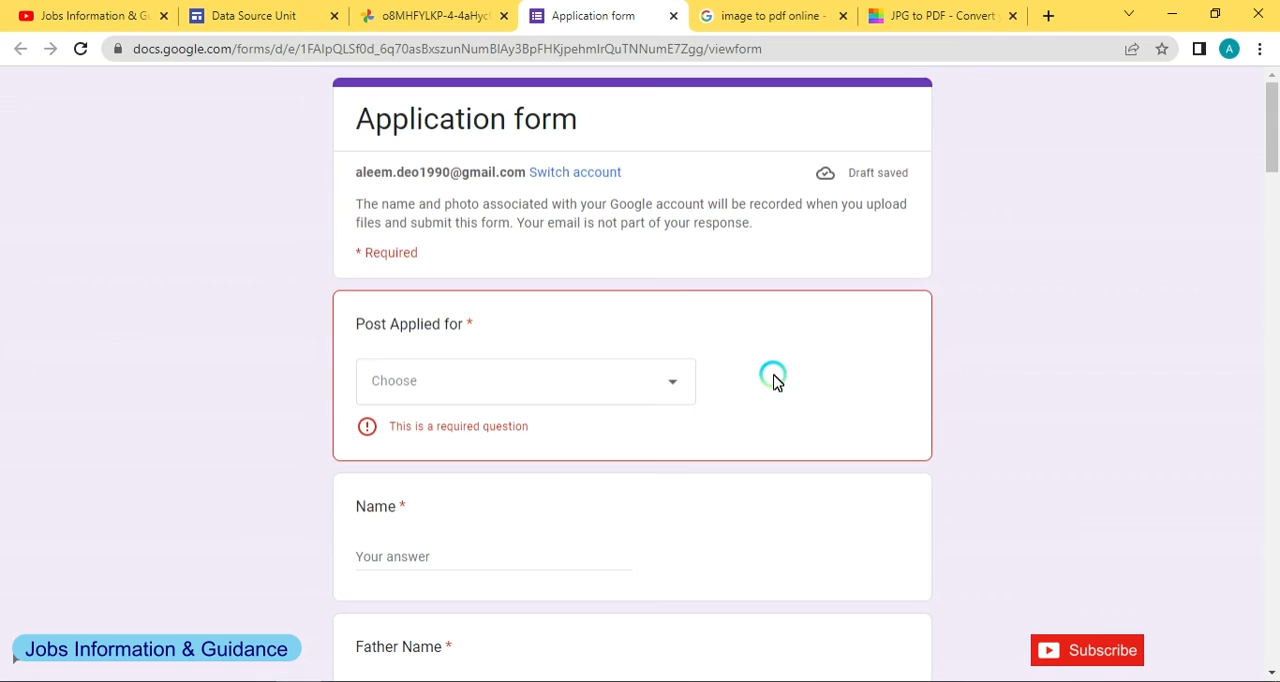 Jobs Information & Gu
Data Source Unit
o8MHFYLKP-4-4aHyc
Application form
image to pdf online -
JPG to PDF - Convert
docs.google.com/forms/d/e/1FAIpQLSf0d_6q70asBxszunNumBIAy3BpFHKjpehmIrQuTNNumE7Zgg/viewform
A
Application form
aleem.deo1990@gmail.com Switch account
Draft saved
The name and photo associated with your Google account will be recorded when you upload
files and submit this form. Your email is not part of your response.
* Required
Post Applied for *
Choose
This is a required question
Name *
Your answer
Father Name *
Jobs Information & Guidance
Subscribe